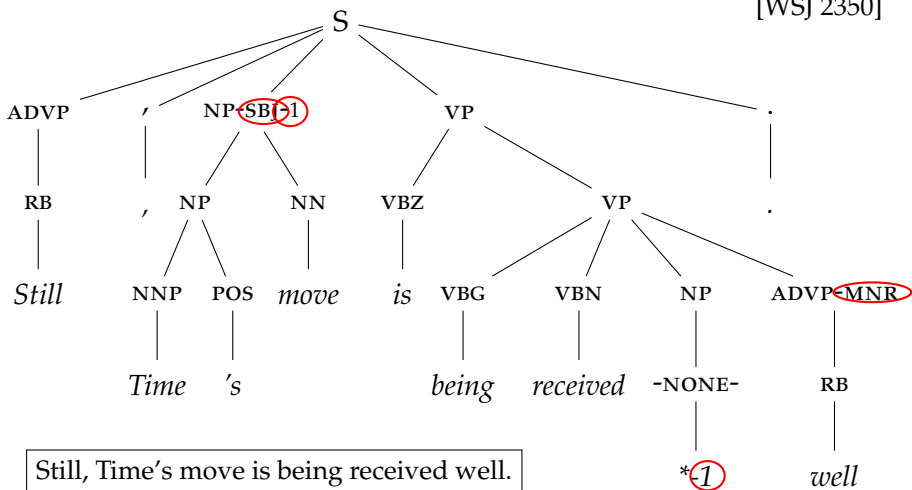 [WSJ 2350]
S
ADVP , NP-SBJ-1 VP .
RB , NP NN VBZ VP .
Still NNP POS move is VBG VBN NP ADVP-MNR
Time 's being received -NONE- RB
*-1 well
Still, Time's move is being received well.